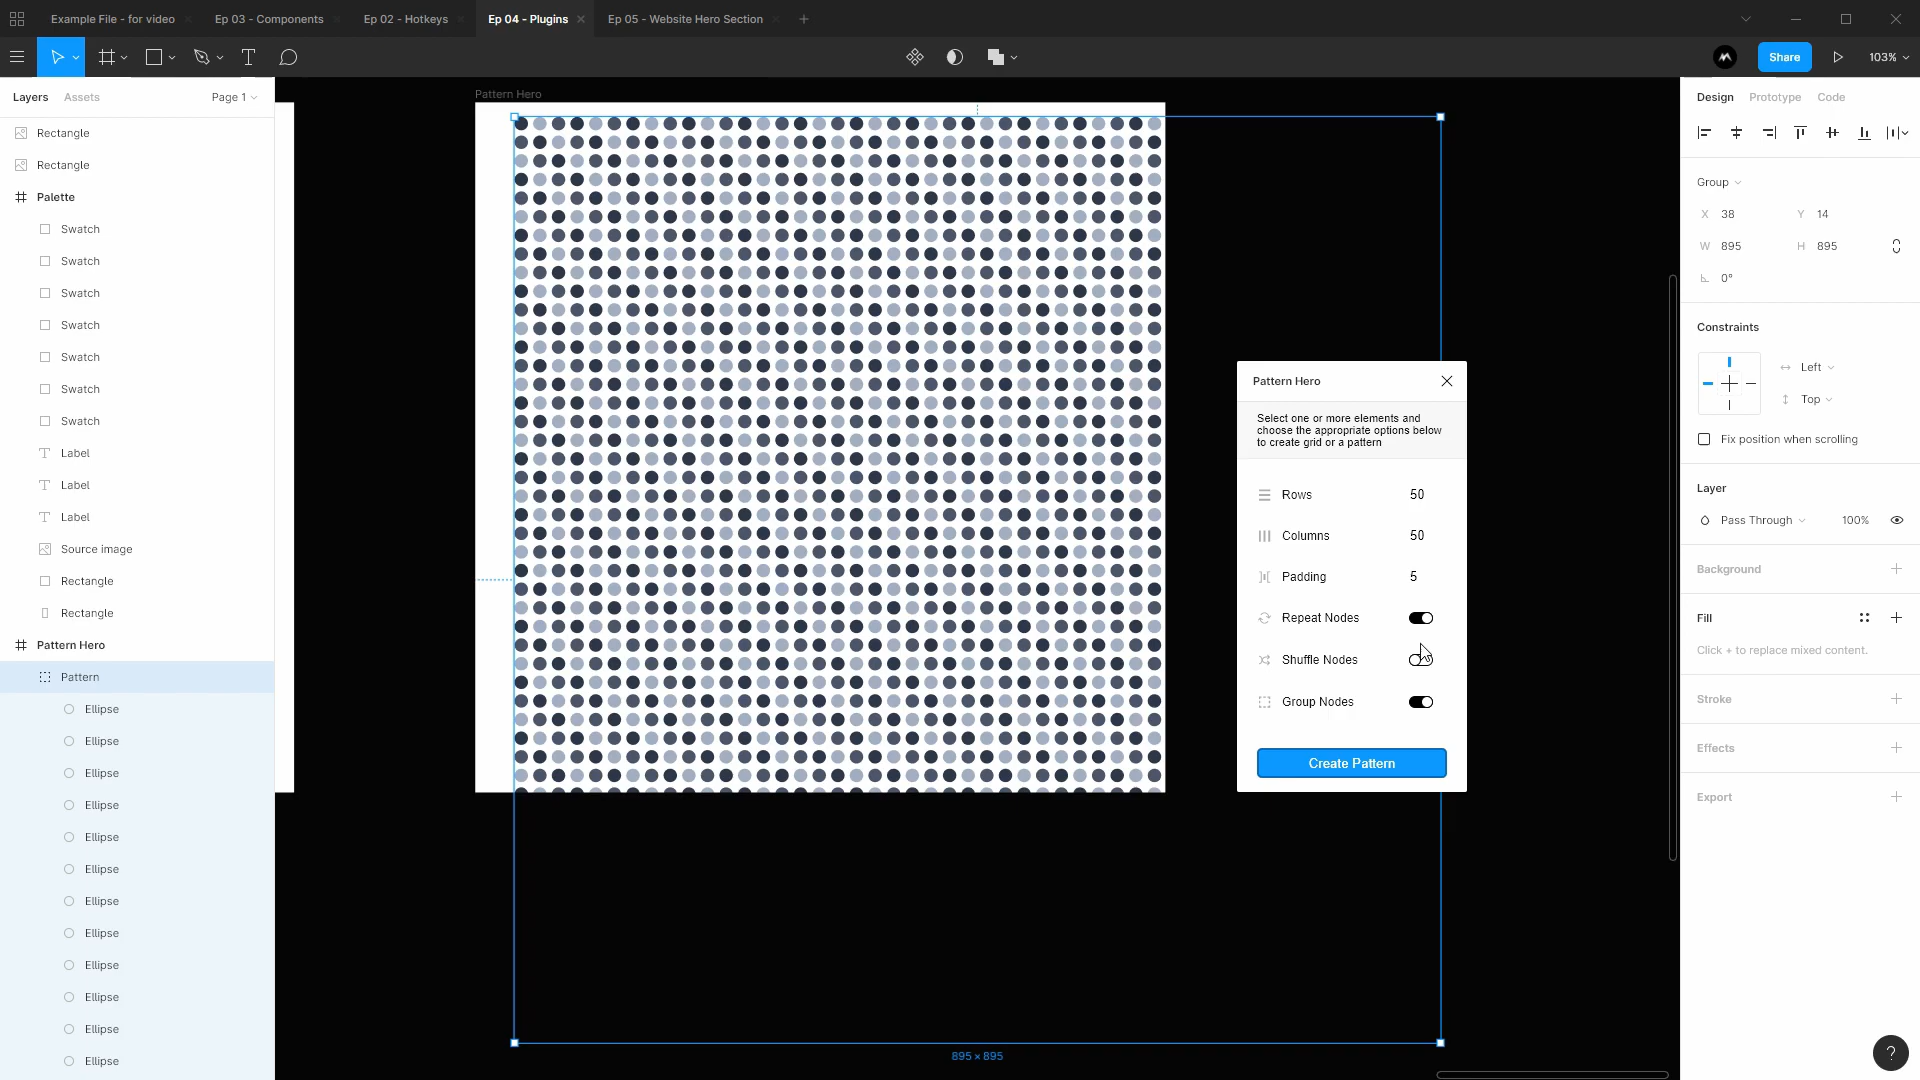 Example File - for video
Ep 03 - Components
Ep 02 - Hotkeys
Ep 04 - Plugins
Ep 05 - Website Hero Section
Share
103%
Layers
Assets
Page 1
Rectangle
Rectangle
Palette
Swatch
Swatch
Swatch
Swatch
Swatch
Swatch
Swatch
Label
Label
Label
Source image
Rectangle
Rectangle
Pattern Hero
Pattern
Ellipse
Ellipse
Ellipse
Ellipse
Ellipse
Ellipse
Ellipse
Ellipse
Ellipse
Ellipse
Ellipse
Ellipse
Pattern Hero
895 × 895
Pattern Hero
Select one or more elements and
choose the appropriate options below
to create grid or a pattern
Rows 50
Columns 50
Padding 5
Repeat Nodes
Shuffle Nodes
Group Nodes
Create Pattern
Design
Prototype
Code
Group
X 38 Y 14
W 895 H 895
0°
Constraints
Left
Top
Fix position when scrolling
Layer
Pass Through 100%
Background
Fill
Click + to replace mixed content.
Stroke
Effects
Export
?